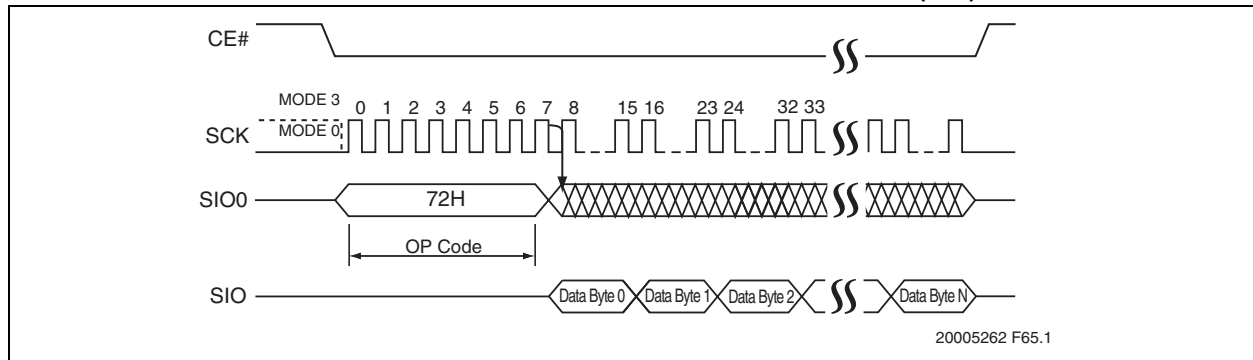 CE#
MODE 3
0 1 2 3 4 5 6 7 8 15 16 23 24 32 33
SCK
MODE 0
SIO0
72H
OP Code
SIO
Data Byte 0
Data Byte 1
Data Byte 2
Data Byte N
20005262 F65.1